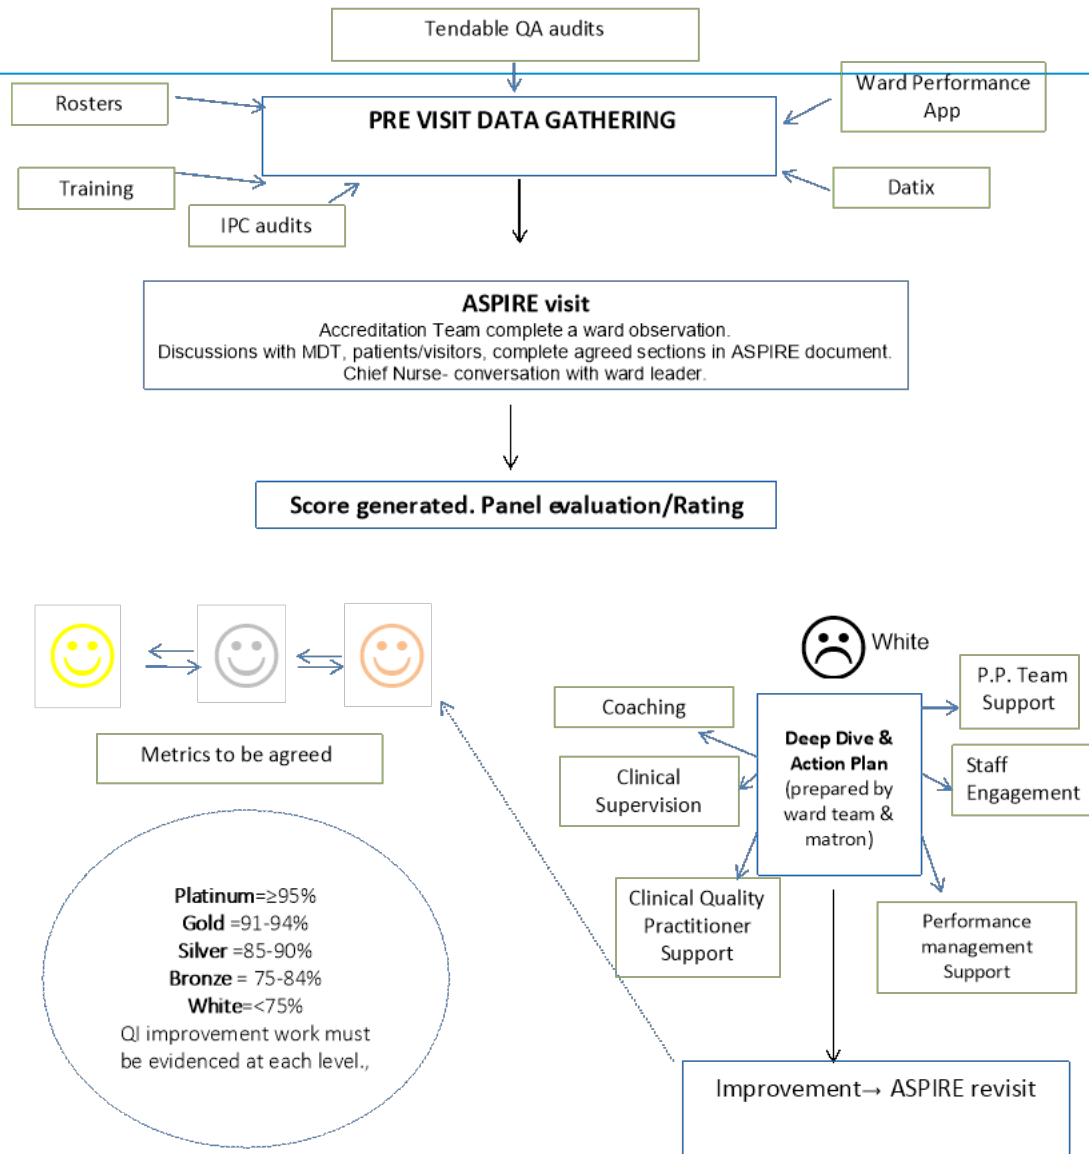 Tendable QA audits
Rosters
Ward Performance
App
PRE VISIT DATA GATHERING
Training
Datix
IPC audits
ASPIRE visit
Accreditation Team complete a ward observation.
Discussions with MDT, patients/visitors, complete agreed sections in ASPIRE document.
Chief Nurse- conversation with ward leader.
Score generated. Panel evaluation/Rating
White
P.P. Team
Support
Coaching
Deep Dive &
Action Plan
(prepared by
ward team &
matron)
Metrics to be agreed
Clinical
Supervision
Staff
Engagement
Clinical Quality
Practitioner
Support
Performance
management
Support
Platinum=≥95%
Gold =91-94%
Silver =85-90%
Bronze = 75-84%
White=<75%
QI improvement work must
be evidenced at each level.,
Improvement→ ASPIRE revisit